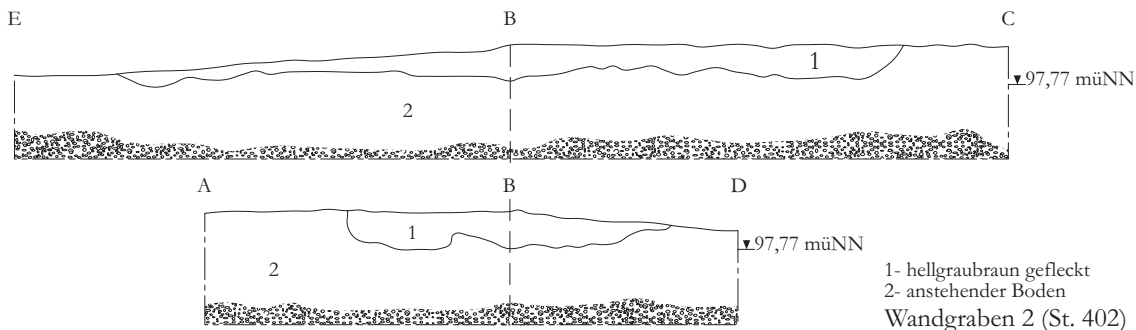 E B C
1
97,77 müNN
2
A B D
1
97,77 müNN
2
1- hellgraubraun gefleckt
2- anstehender Boden
Wandgraben 2 (St. 402)